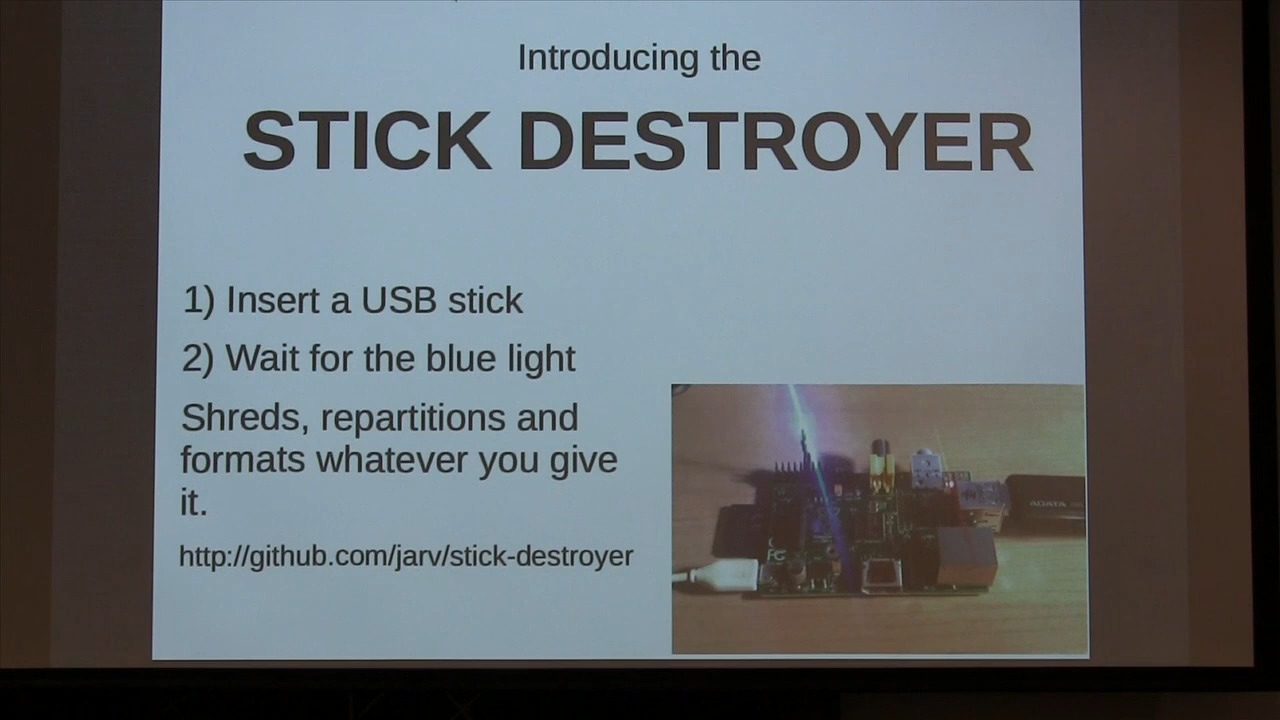 Introducing the
STICK DESTROYER
1) Insert a USB stick
2) Wait for the blue light
Shreds, repartitions and
formats whatever you give
it.
http://github.com/jarv/stick-destroyer
ADATA